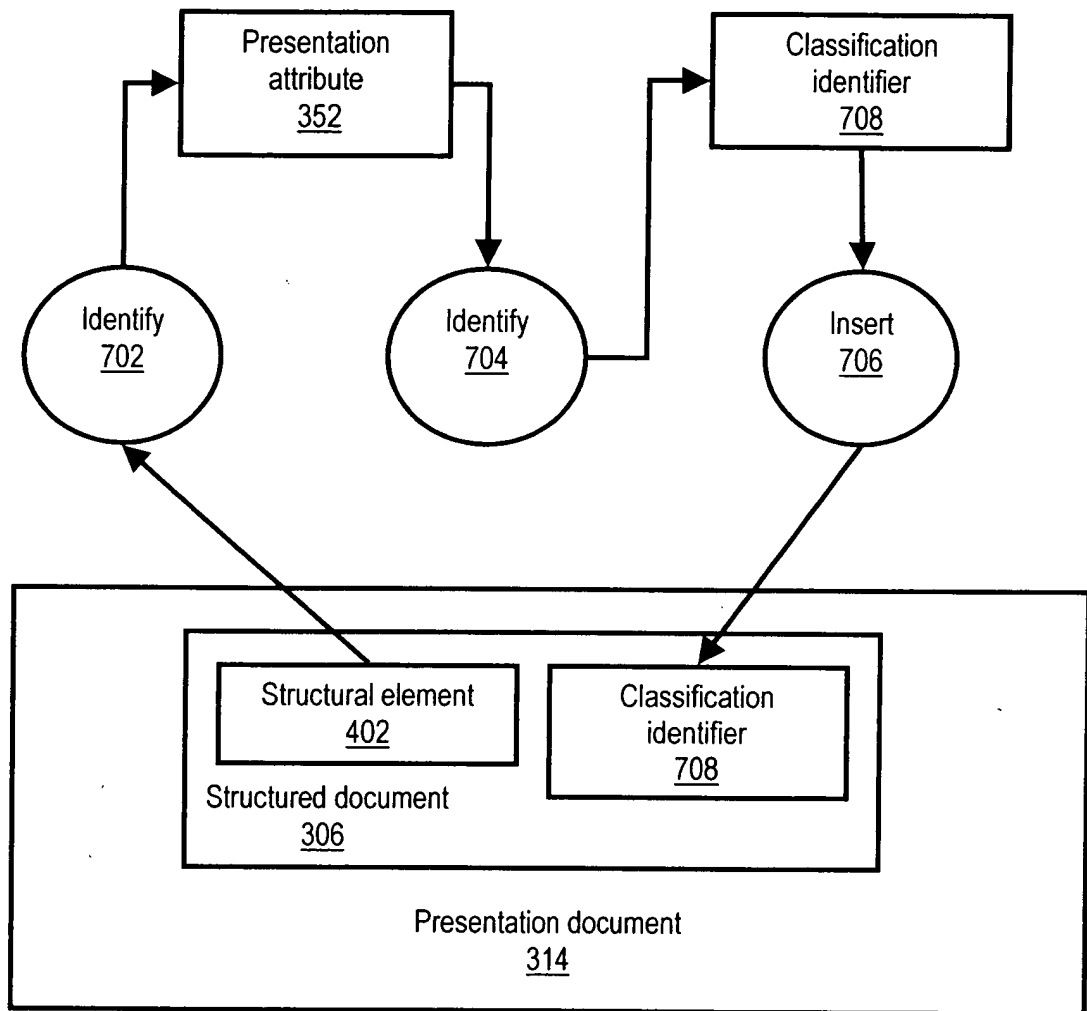 Presentation
attribute
352
Classification
identifier
708
Identify
702
Identify
704
Insert
706
Structural element
402
Classification
identifier
708
Structured document
306
Presentation document
314